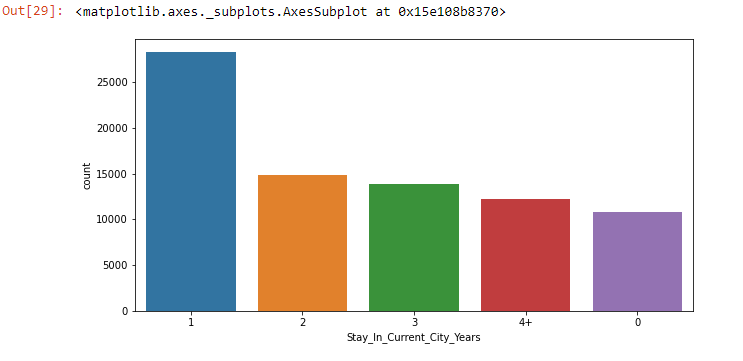 Out[29]: <matplotlib.axes._subplots.AxesSubplot at 0x15e108b8370>
25000
20000
15000
10000
5000
0
count
1 2 3 4+ 0
Stay_In_Current_City_Years